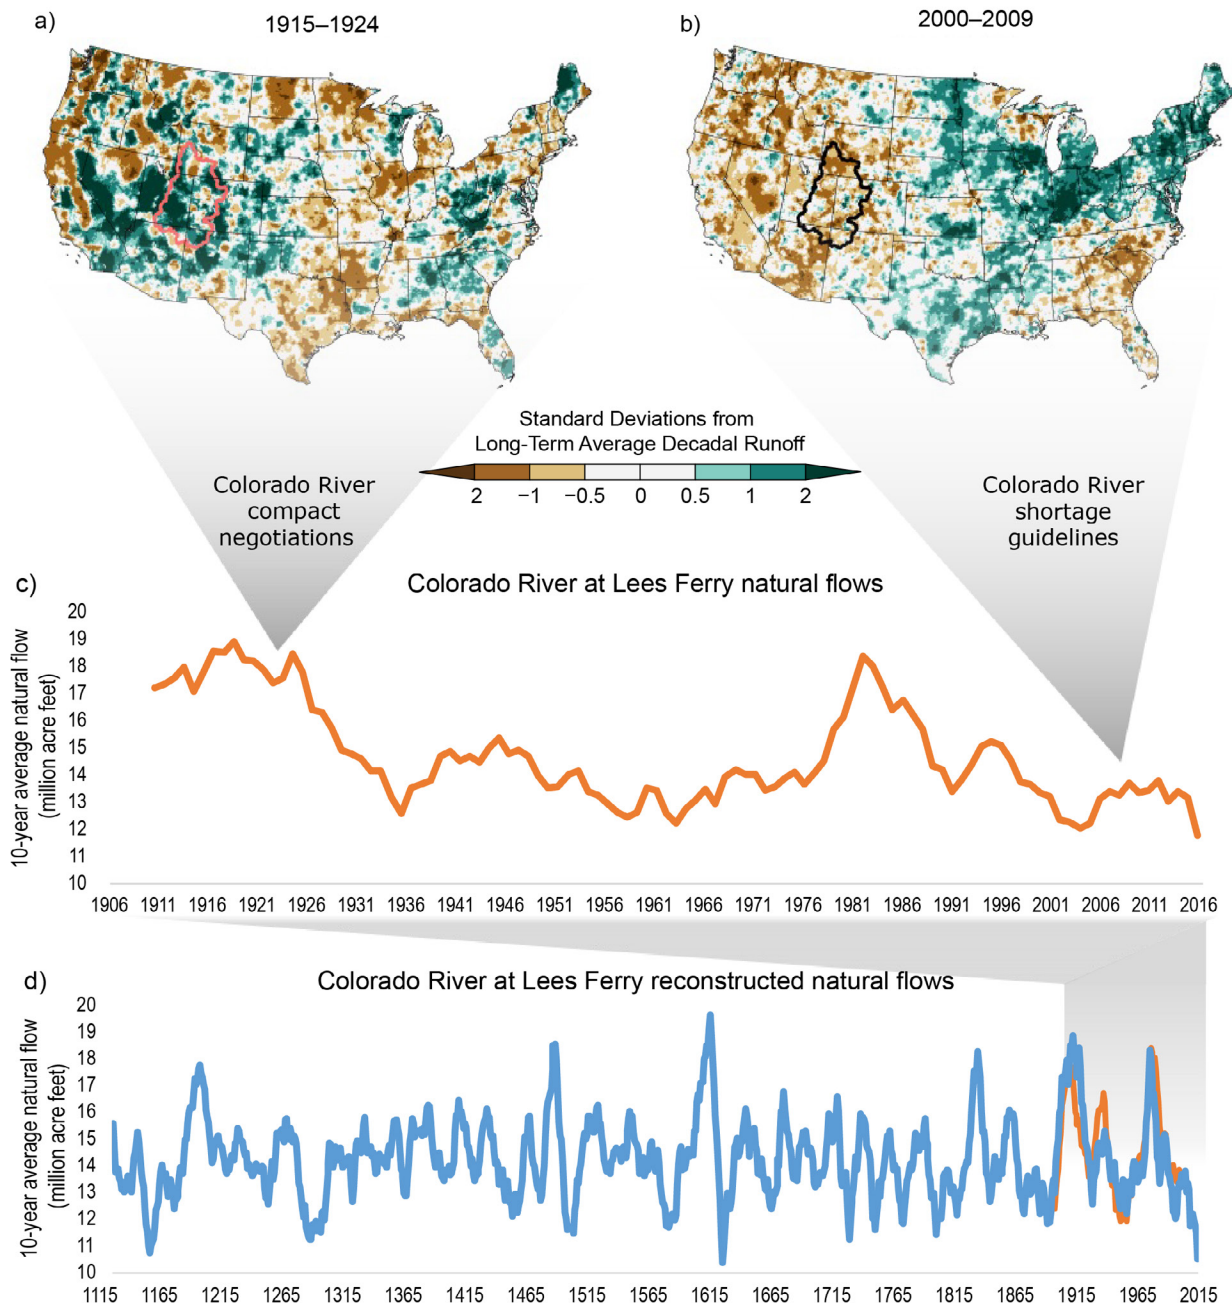 a)
1915–1924
b)
2000–2009
Standard Deviations from
Long-Term Average Decadal Runoff
2 −1 −0.5 0 0.5 1 2
Colorado River
compact
negotiations
Colorado River
shortage
guidelines
c)
Colorado River at Lees Ferry natural flows
10-year average natural flow
(million acre feet)
20
19
18
17
16
15
14
13
12
11
10
1906 1911 1916 1921 1926 1931 1936 1941 1946 1951 1956 1961 1966 1971 1976 1981 1986 1991 1996 2001 2006 2011 2016
d)
Colorado River at Lees Ferry reconstructed natural flows
10-year average natural flow
(million acre feet)
20
19
18
17
16
15
14
13
12
11
10
1115 1165 1215 1265 1315 1365 1415 1465 1515 1565 1615 1665 1715 1765 1815 1865 1915 1965 2015